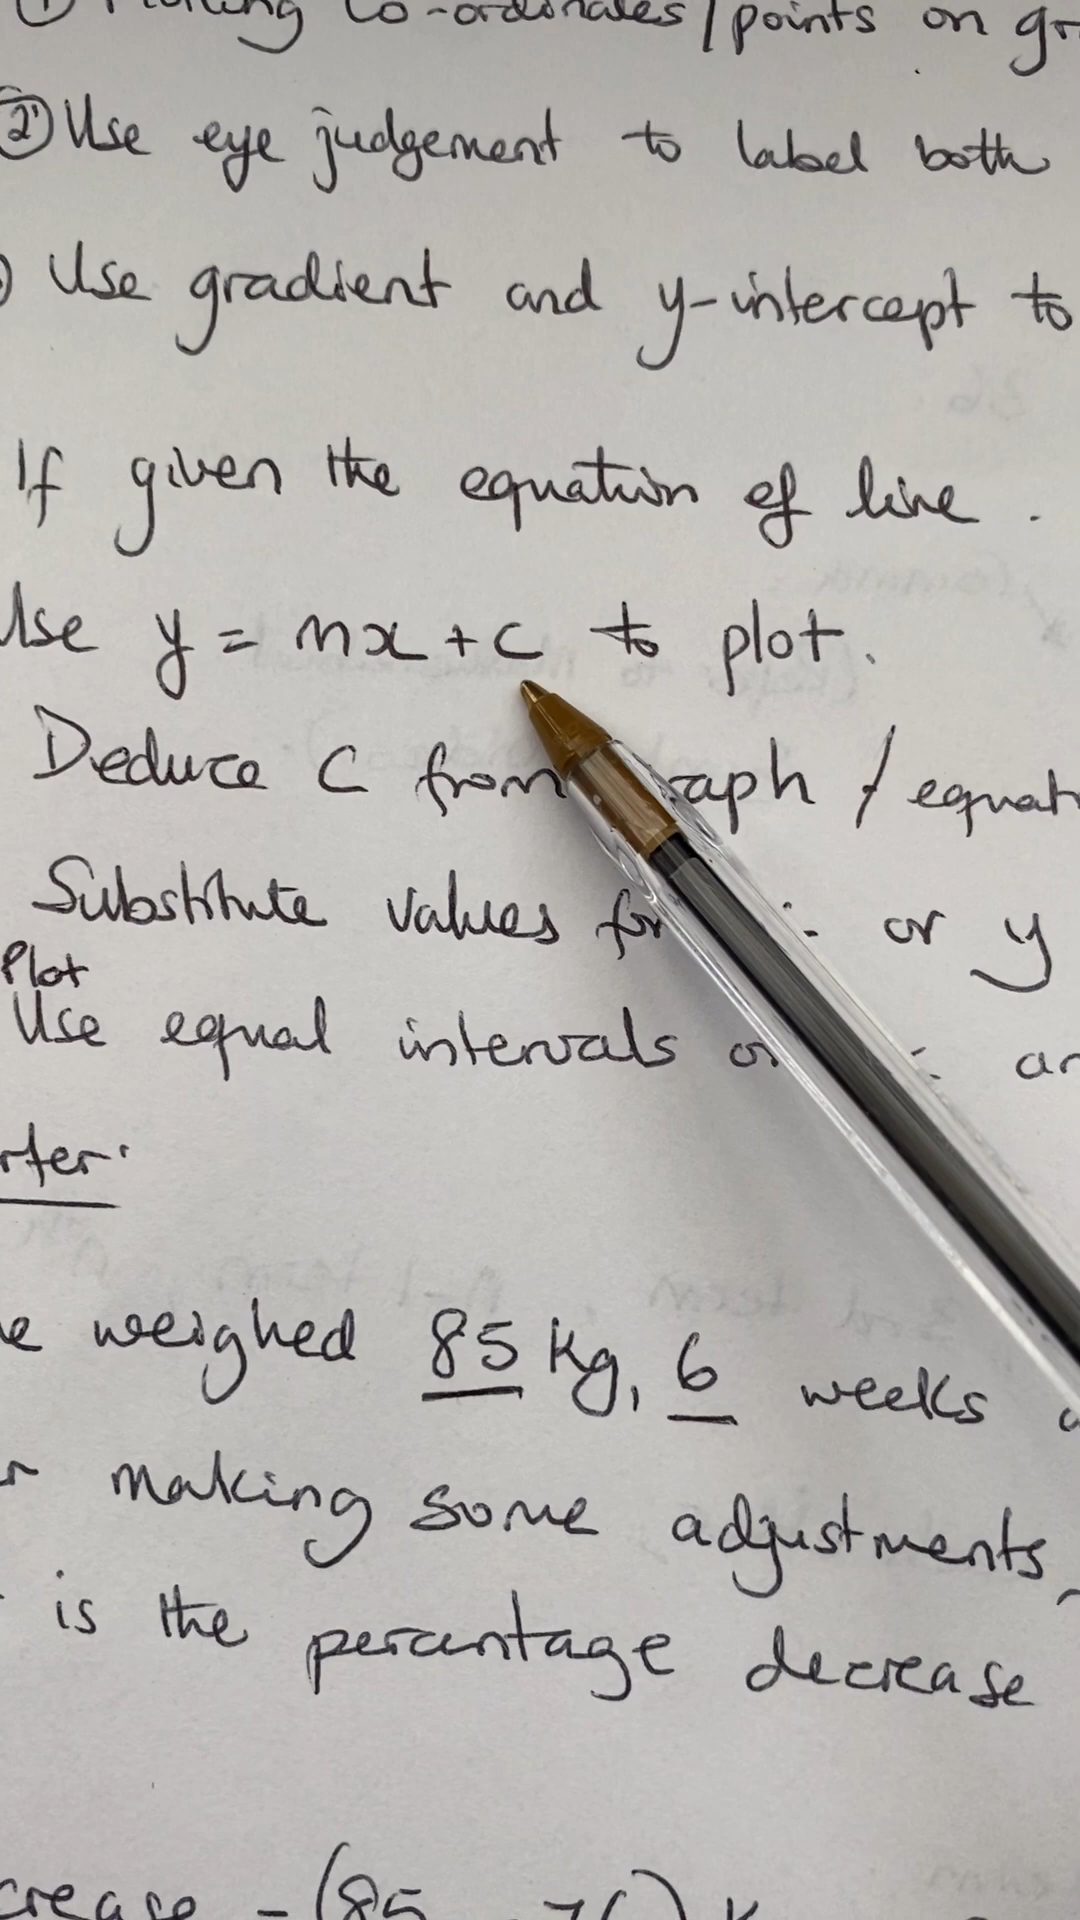 Co-ordinates/points on
② Use eye judgement to label both
Use gradient and y-intercept to
If given the equation of line.
Use y = mx + c to plot.
Deduce C from / 
Substitute values for or y
Plot
Use equal intervals
weighed 85 kg, 6 weeks
making some adjustments,
is the percentage decrease
(85